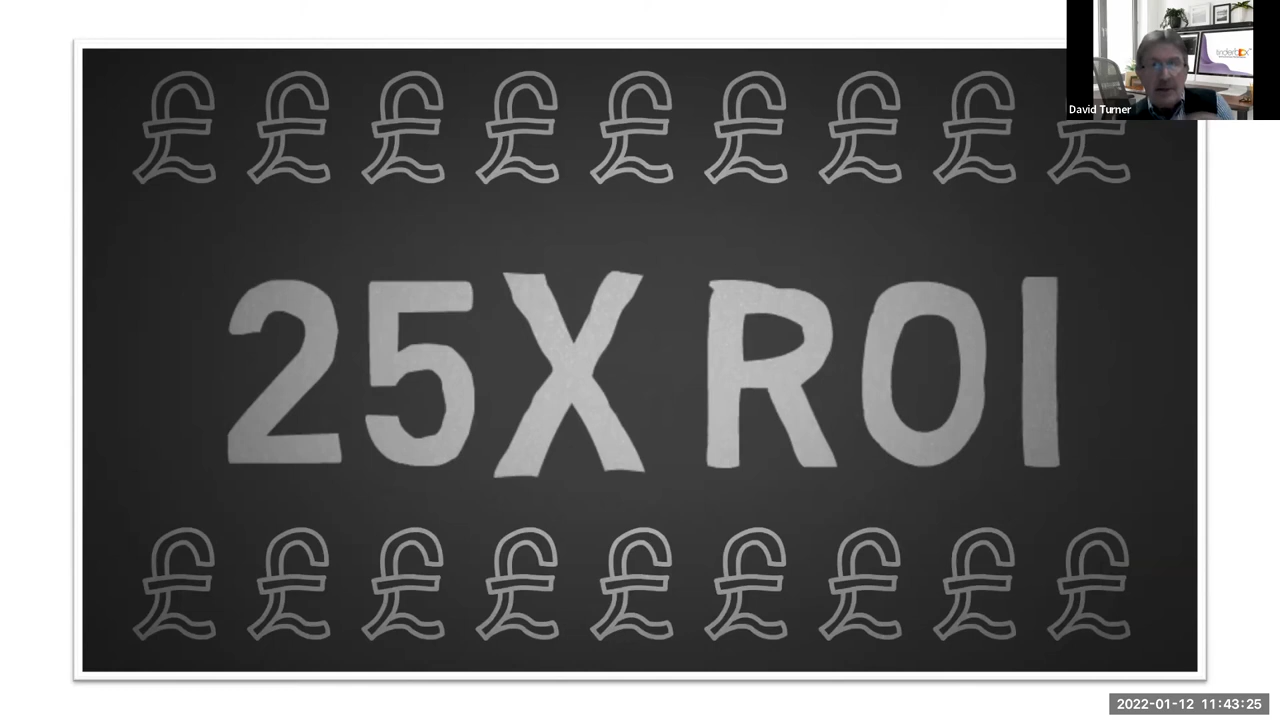 £ £ £ £ £ £ £ £ £
David Turner
25X ROI
£ £ £ £ £ £ £ £ £
2022-01-12 11:43:25